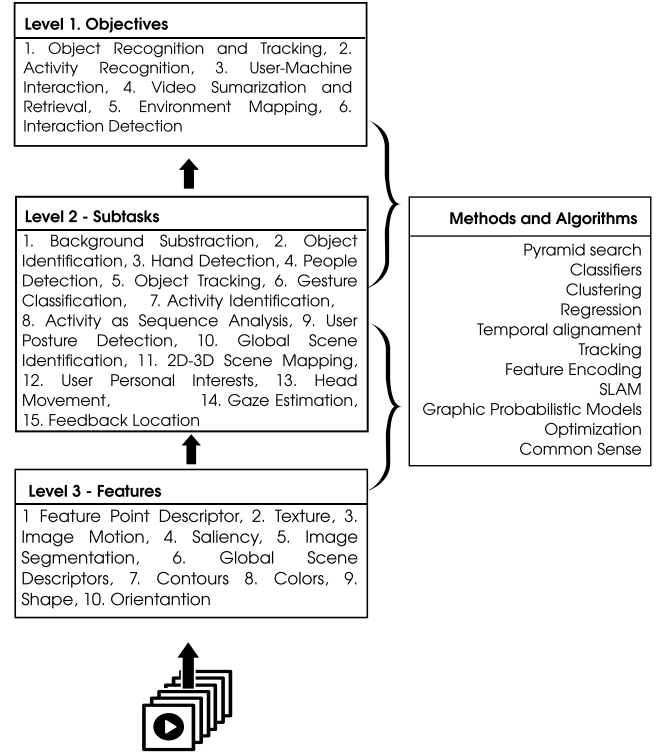 Level 1. Objectives
1. Object Recognition and Tracking, 2.
Activity Recognition, 3. User-Machine
Interaction, 4. Video Sumarization and
Retrieval, 5. Environment Mapping, 6.
Interaction Detection
Level 2 - Subtasks
1. Background Substraction, 2. Object
Identification, 3. Hand Detection, 4. People
Detection, 5. Object Tracking, 6. Gesture
Classification, 7. Activity Identification,
8. Activity as Sequence Analysis, 9. User
Posture Detection, 10. Global Scene
Identification, 11. 2D-3D Scene Mapping,
12. User Personal Interests, 13. Head
Movement, 14. Gaze Estimation,
15. Feedback Location
Level 3 - Features
1 Feature Point Descriptor, 2. Texture, 3.
Image Motion, 4. Saliency, 5. Image
Segmentation, 6. Global Scene
Descriptors, 7. Contours 8. Colors, 9.
Shape, 10. Orientantion
Methods and Algorithms
Pyramid search
Classifiers
Clustering
Regression
Temporal alignament
Tracking
Feature Encoding
SLAM
Graphic Probabilistic Models
Optimization
Common Sense